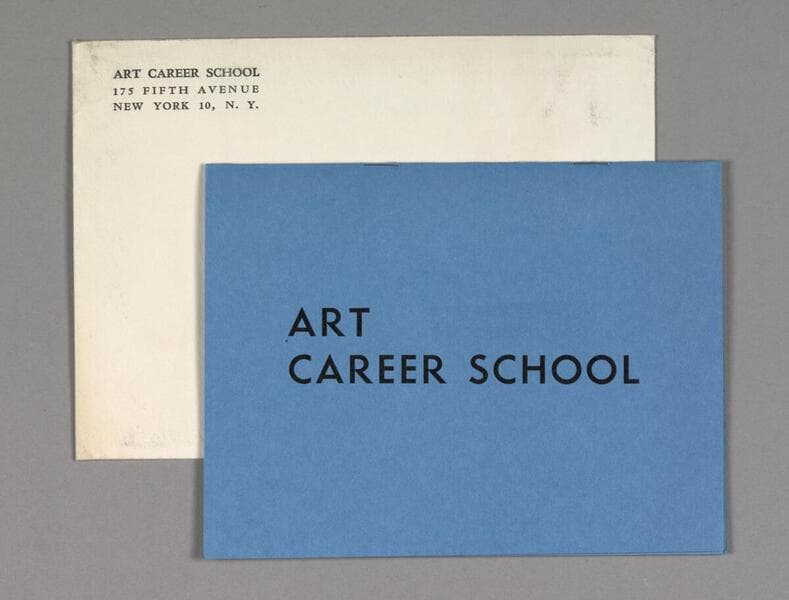 ART CAREER SCHOOL
175 FIFTH AVENUE
NEW YORK 10, N. Y.
ART
CAREER SCHOOL